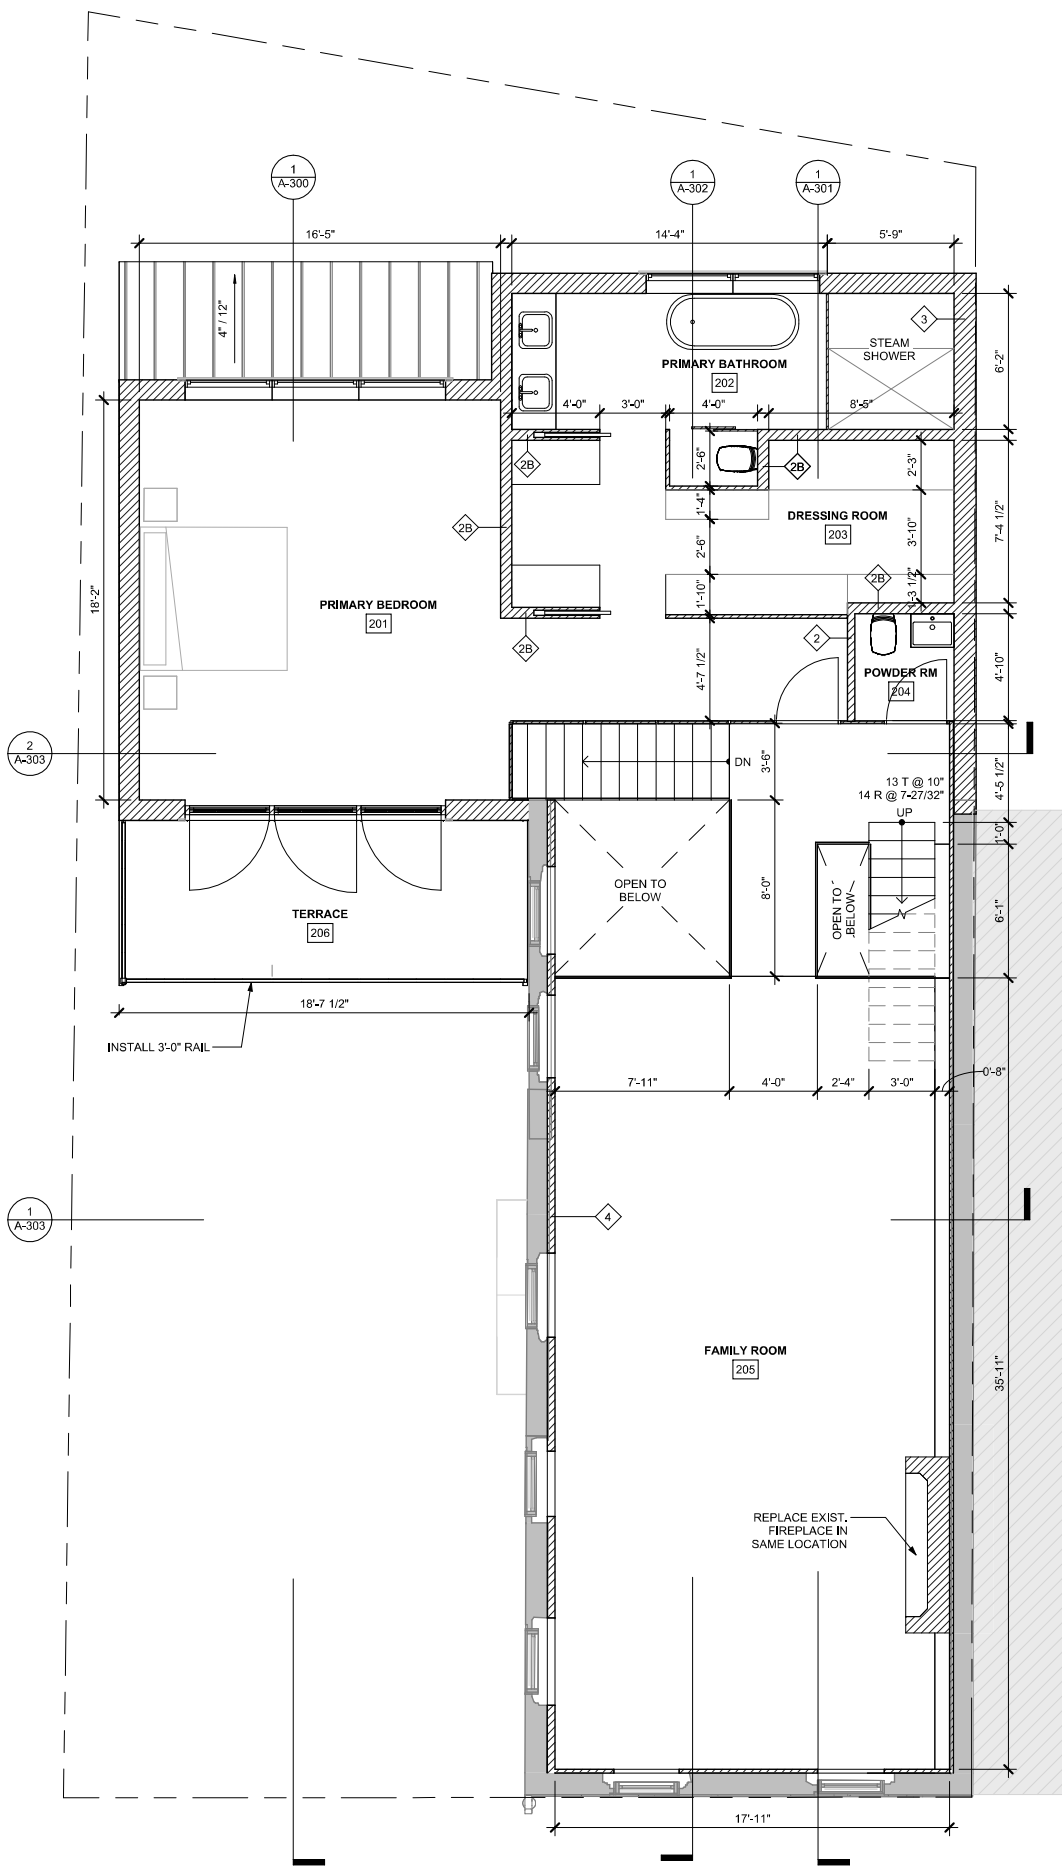 1
A-300
1
A-302
1
A-301
16'-5"
14'-4"
5'-9"
4" / 12"
3
STEAM
SHOWER
PRIMARY BATHROOM
202
6'-2"
4'-0"
3'-0"
4'-0"
8'-5"
2B
2'-6"
2B
2'-3"
1'-4"
DRESSING ROOM
203
2B
2'-6"
3'-10"
7'-4 1/2"
2B
1'-10"
1'-3 1/2"
18'-2"
PRIMARY BEDROOM
201
2B
2
4'-7 1/2"
POWDER RM
204
4'-10"
2
A-303
DN
3'-6"
13 T @ 10"
14 R @ 7-27/32"
UP
4'-5 1/2"
1'-0"
OPEN TO
BELOW
8'-0"
OPEN TO
BELOW
6'-1"
TERRACE
206
18'-7 1/2"
INSTALL 3'-0" RAIL
7'-11"
4'-0"
2'-4"
3'-0"
0'-8"
1
A-303
4
FAMILY ROOM
205
35'-11"
REPLACE EXIST.
FIREPLACE IN
SAME LOCATION
17'-11"